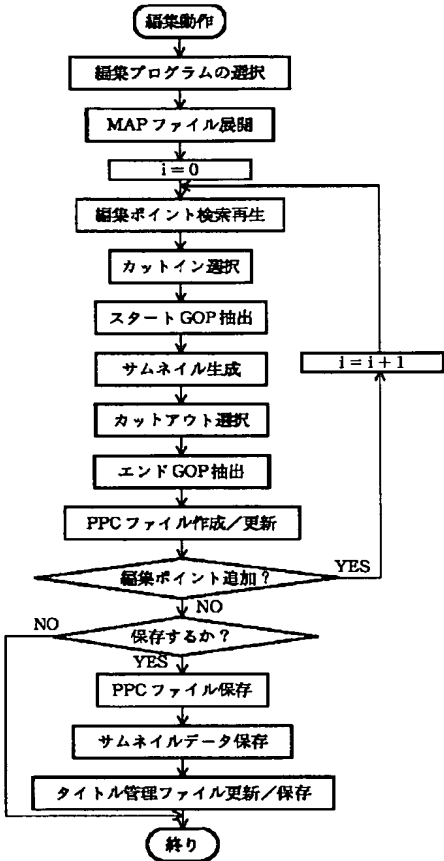 編集動作
編集プログラムの選択
MAPファイル展開
i=0
編集ポイント検索再生
カットイン選択
スタートGOP抽出
サムネイル生成
i=i+1
カットアウト選択
エンドGOP抽出
PPCファイル作成/更新
編集ポイント追加?
YES
NO
保存するか?
NO
YES
PPCファイル保存
サムネイルデータ保存
タイトル管理ファイル更新/保存
終り